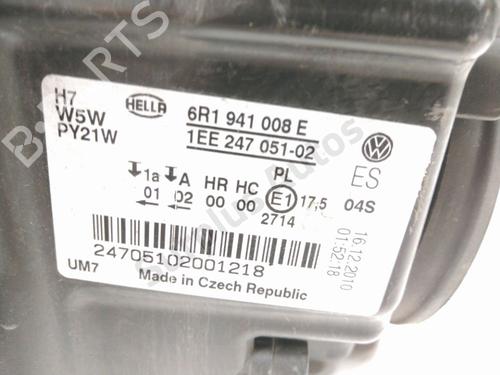 H7
W5W
PY21W
HELLA
6R1 941 008 E
1EE 247 051-02
1a A HR HC PL
01 02 00 00 E1 17,5
2714
ES
04S
16.12.2010
01:52:18
24705102001218
UM7
Made in Czech Republic
B-PARTS